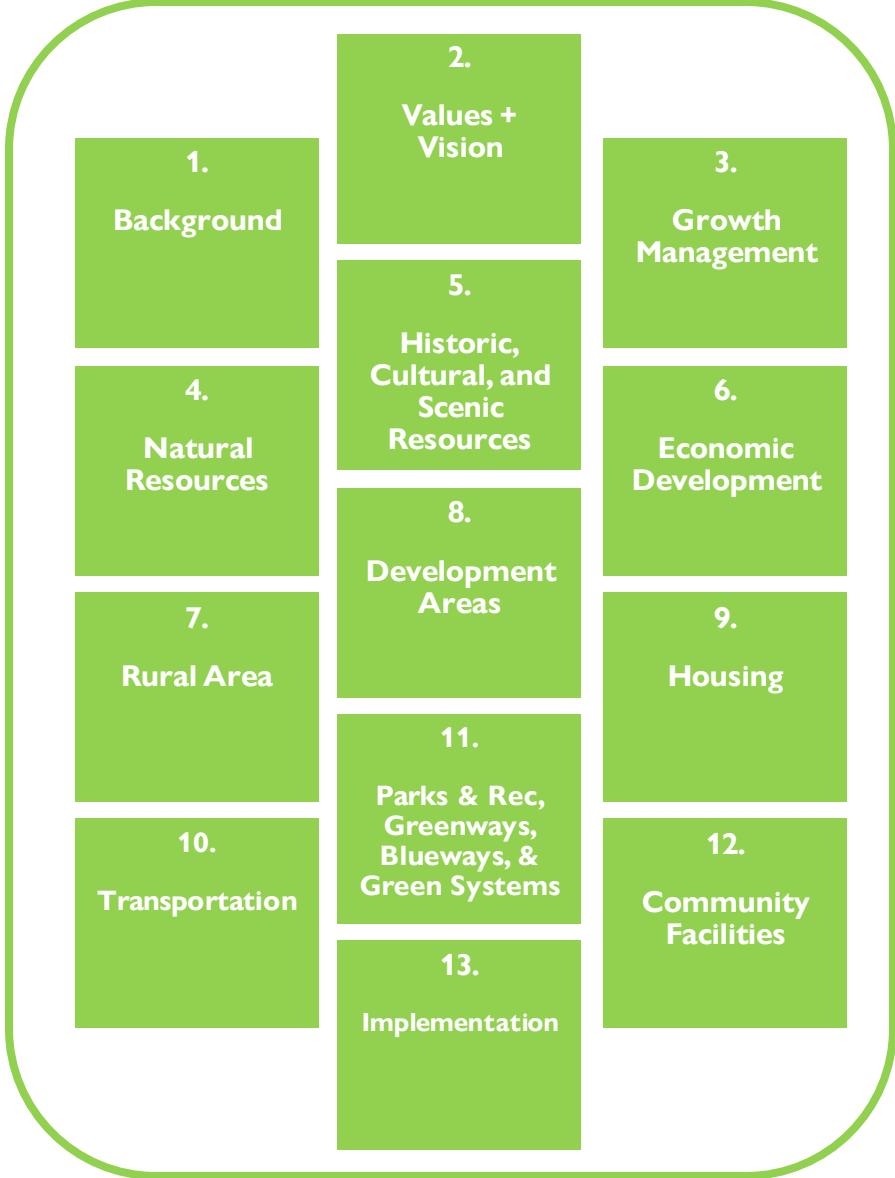 1.
Background
2.
Values +
Vision
3.
Growth
Management
4.
Natural
Resources
5.
Historic,
Cultural, and
Scenic
Resources
6.
Economic
Development
7.
Rural Area
8.
Development
Areas
9.
Housing
10.
Transportation
11.
Parks & Rec,
Greenways,
Blueways, &
Green Systems
12.
Community
Facilities
13.
Implementation